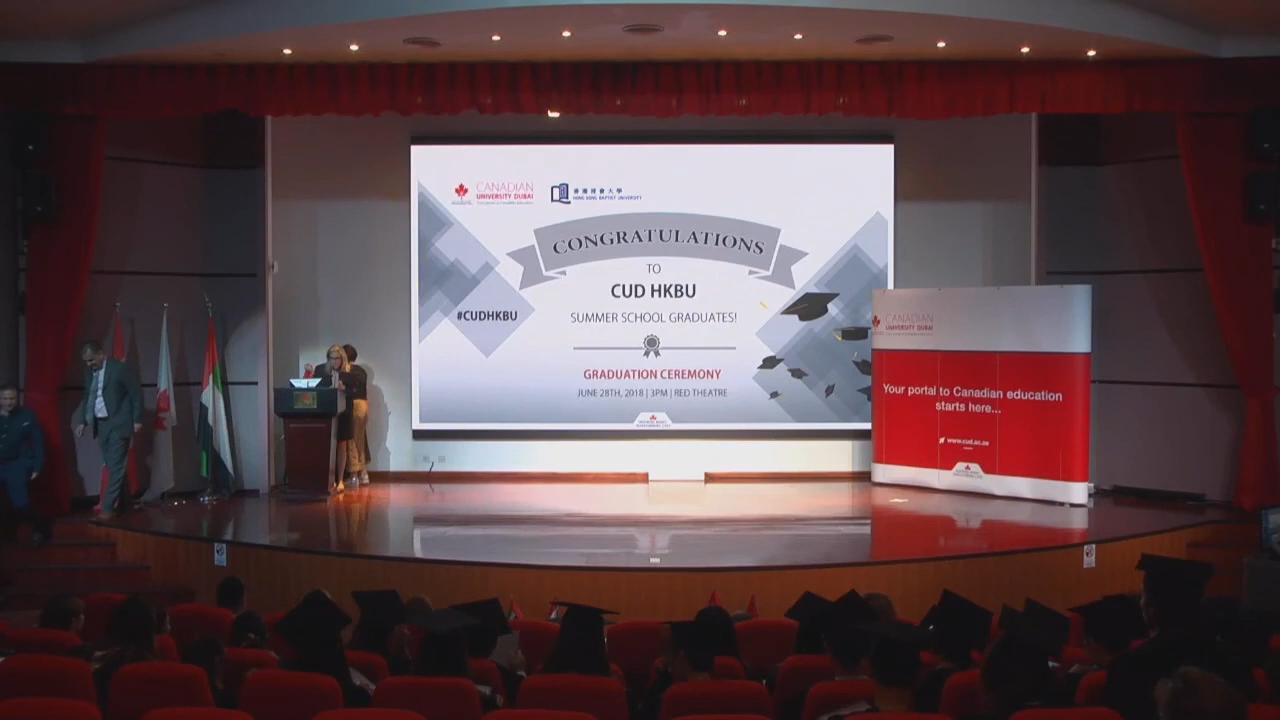 CANADIAN
UNIVERSITY DUBAI
香港浸會大學
HONG KONG BAPTIST UNIVERSITY
CONGRATULATIONS
TO
CUD HKBU
SUMMER SCHOOL GRADUATES!
#CUDHKBU
GRADUATION CEREMONY
JUNE 28TH, 2018 | 3PM | RED THEATRE
CANADIAN
UNIVERSITY DUBAI
Your portal to Canadian education
starts here...
www.cud.ac.ae